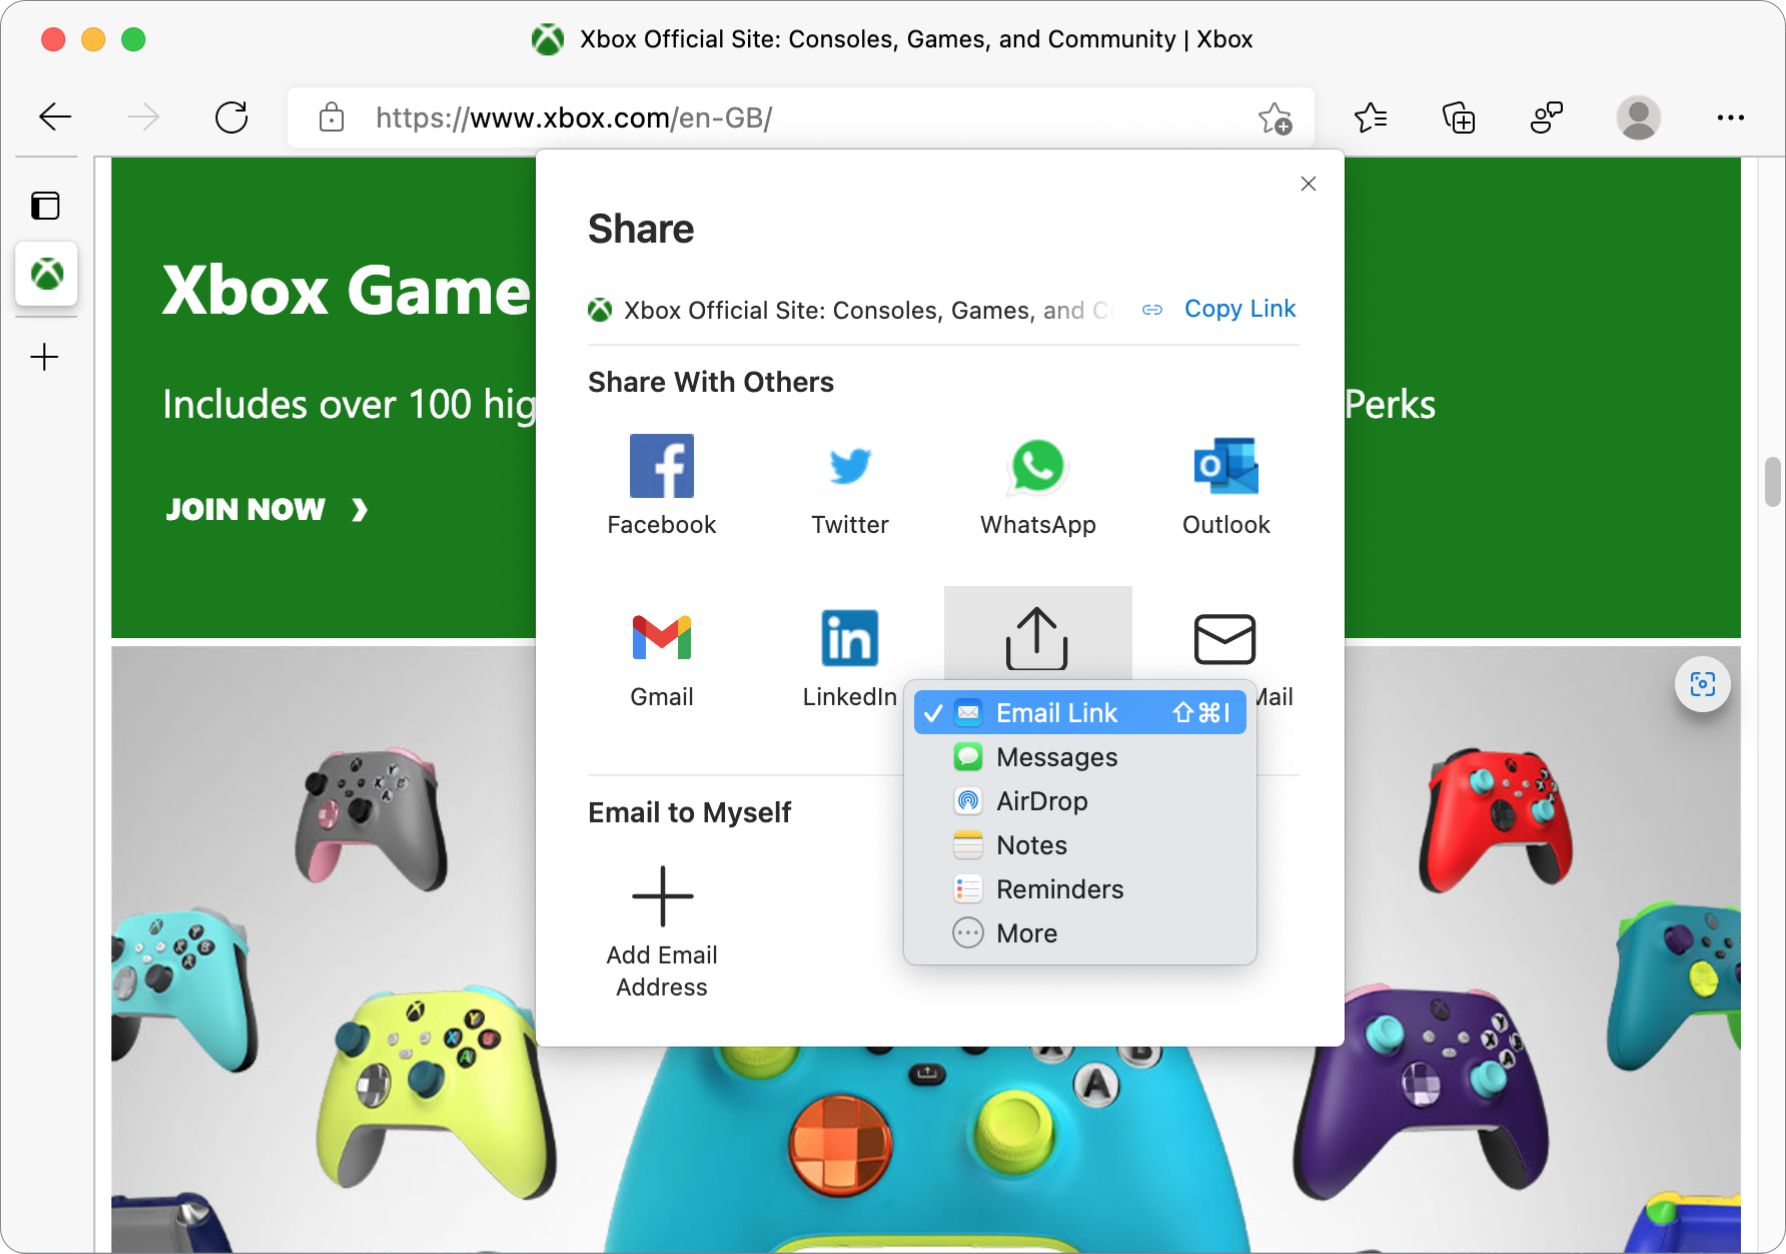 Xbox Official Site: Consoles, Games, and Community | Xbox
https://www.xbox.com/en-GB/
Share
Xbox Game
Xbox Official Site: Consoles, Games, and
Copy Link
Share With Others
Includes over 100 hig
Perks
JOIN NOW
Facebook
Twitter
WhatsApp
Outlook
Gmail
LinkedIn
Mail
Email Link ⇧⌘I
Messages
AirDrop
Notes
Reminders
More
Email to Myself
Add Email
Address